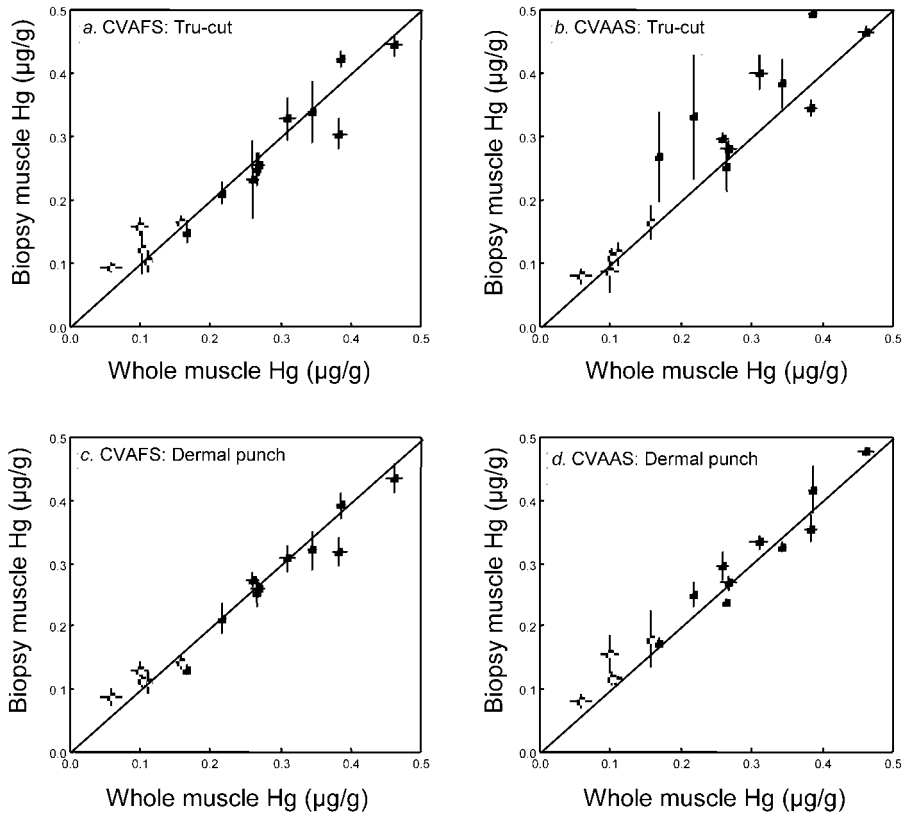 a. CVAFS: Tru-cut
Biopsy muscle Hg (µg/g)
0.5
0.4
0.3
0.2
0.1
0.0
0.0 0.1 0.2 0.3 0.4 0.5
Whole muscle Hg (µg/g)
b. CVAAS: Tru-cut
Biopsy muscle Hg (µg/g)
0.5
0.4
0.3
0.2
0.1
0.0
0.0 0.1 0.2 0.3 0.4 0.5
Whole muscle Hg (µg/g)
c. CVAFS: Dermal punch
Biopsy muscle Hg (µg/g)
0.5
0.4
0.3
0.2
0.1
0.0
0.0 0.1 0.2 0.3 0.4 0.5
Whole muscle Hg (µg/g)
d. CVAAS: Dermal punch
Biopsy muscle Hg (µg/g)
0.5
0.4
0.3
0.2
0.1
0.0
0.0 0.1 0.2 0.3 0.4 0.5
Whole muscle Hg (µg/g)